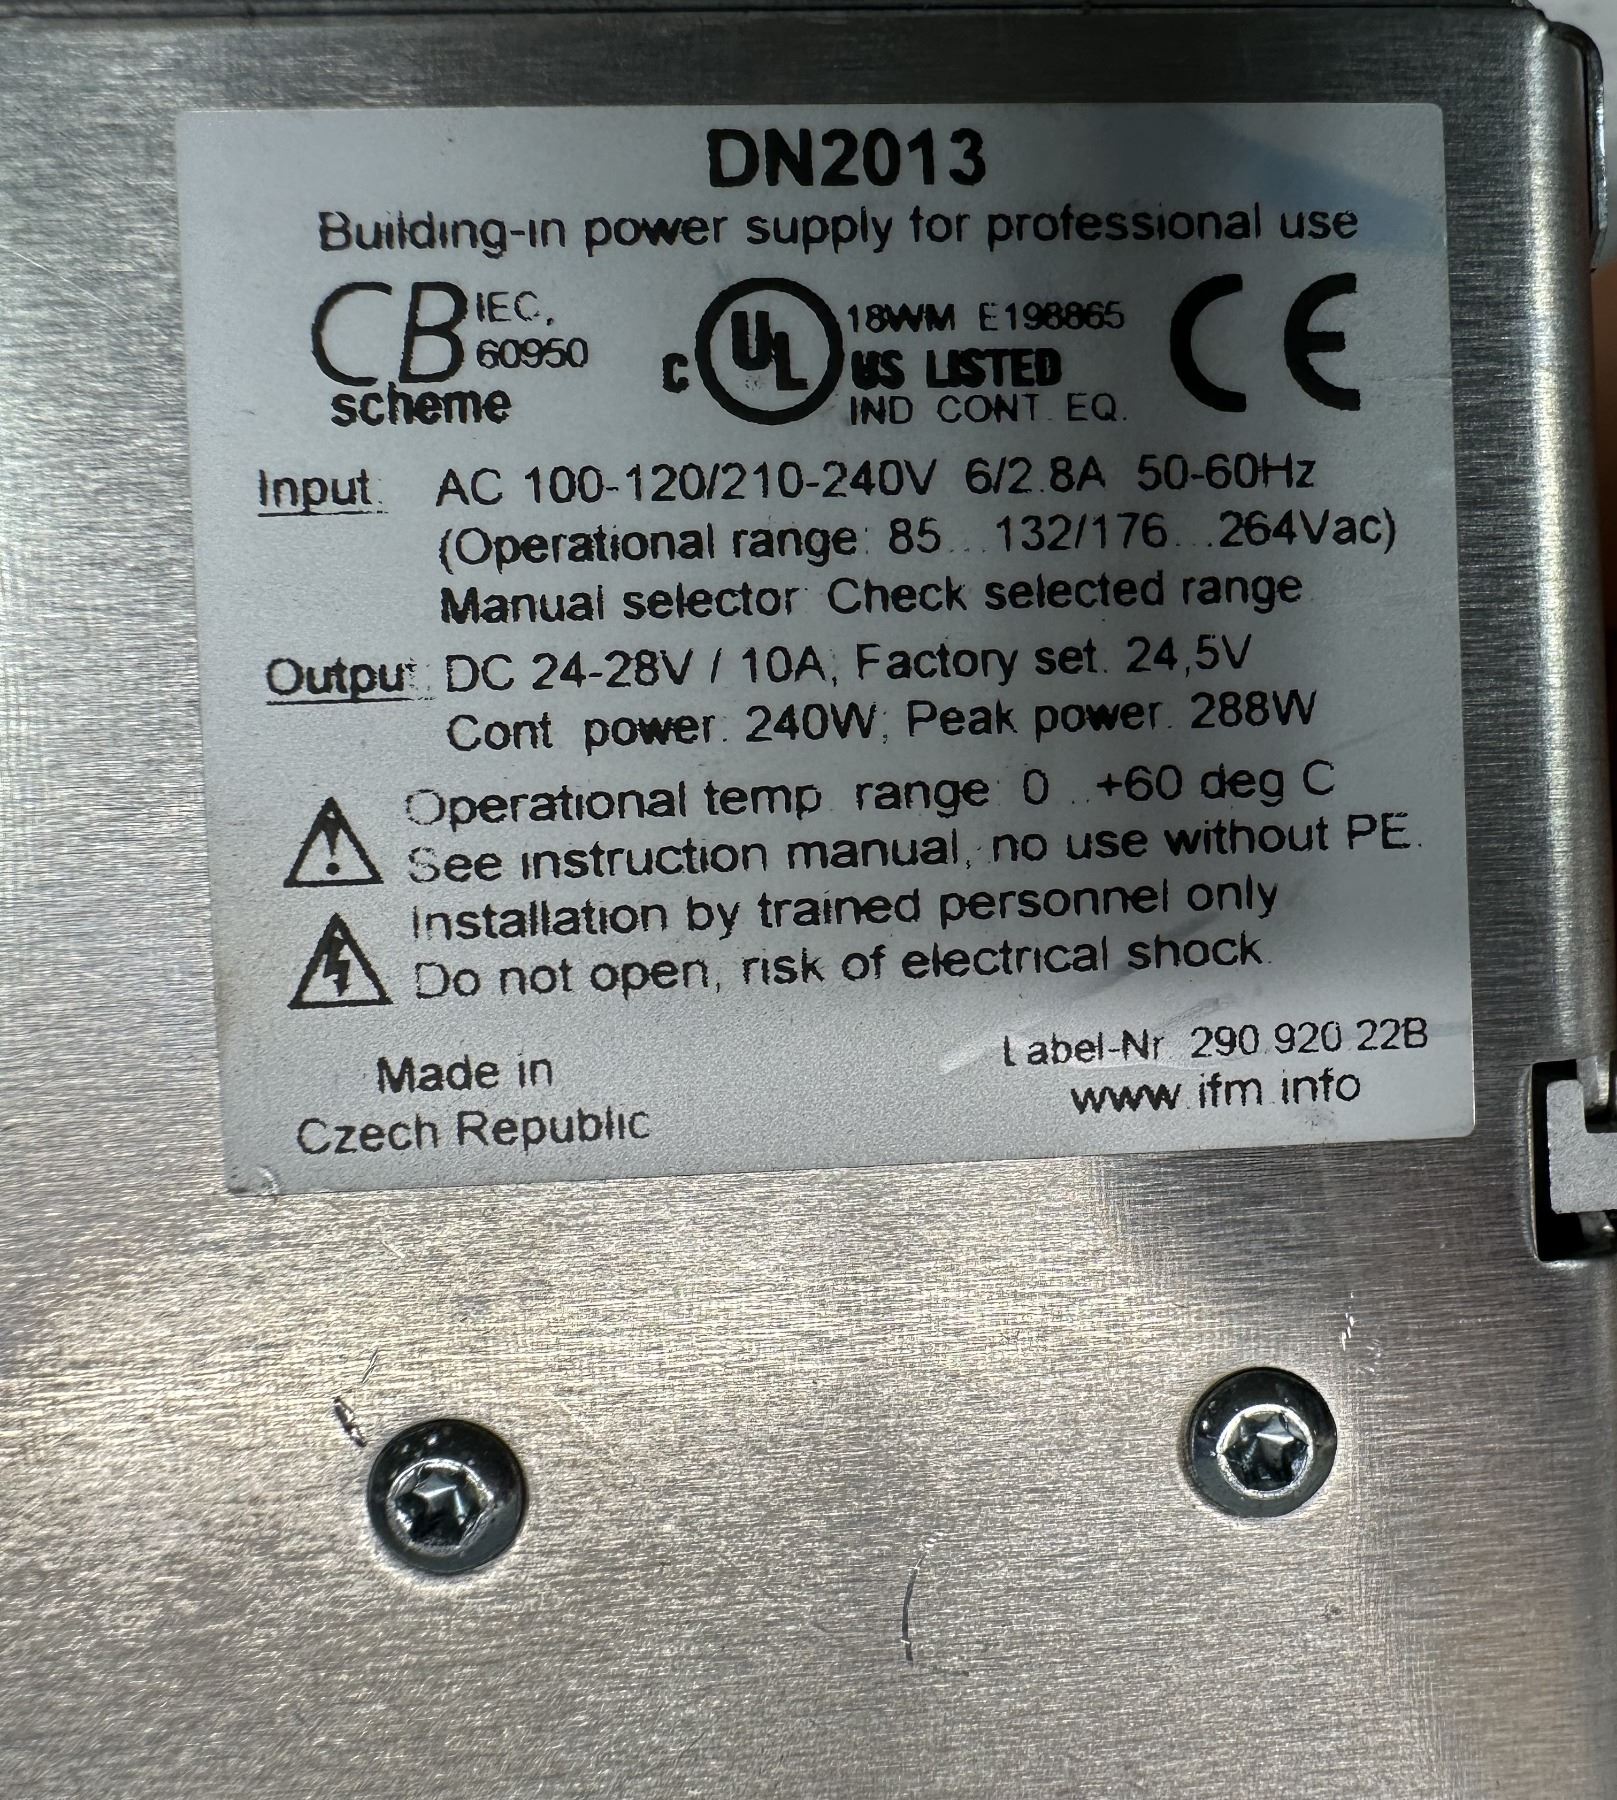 DN2013
Building-in power supply for professional use
CB IEC, 60950 scheme
c UL US LISTED 18WM E198865 IND CONT. EQ. CE
Input: AC 100-120/210-240V 6/2.8A 50-60Hz
(Operational range: 85...132/176...264Vac)
Manual selector: Check selected range.
Output: DC 24-28V / 10A; Factory set. 24,5V
Cont. power: 240W; Peak power: 288W
Operational temp. range: 0...+60 deg C
See instruction manual, no use without PE.
Installation by trained personnel only
Do not open, risk of electrical shock.
Made in
Czech Republic
Label-Nr. 290.920.22B
www.ifm.info